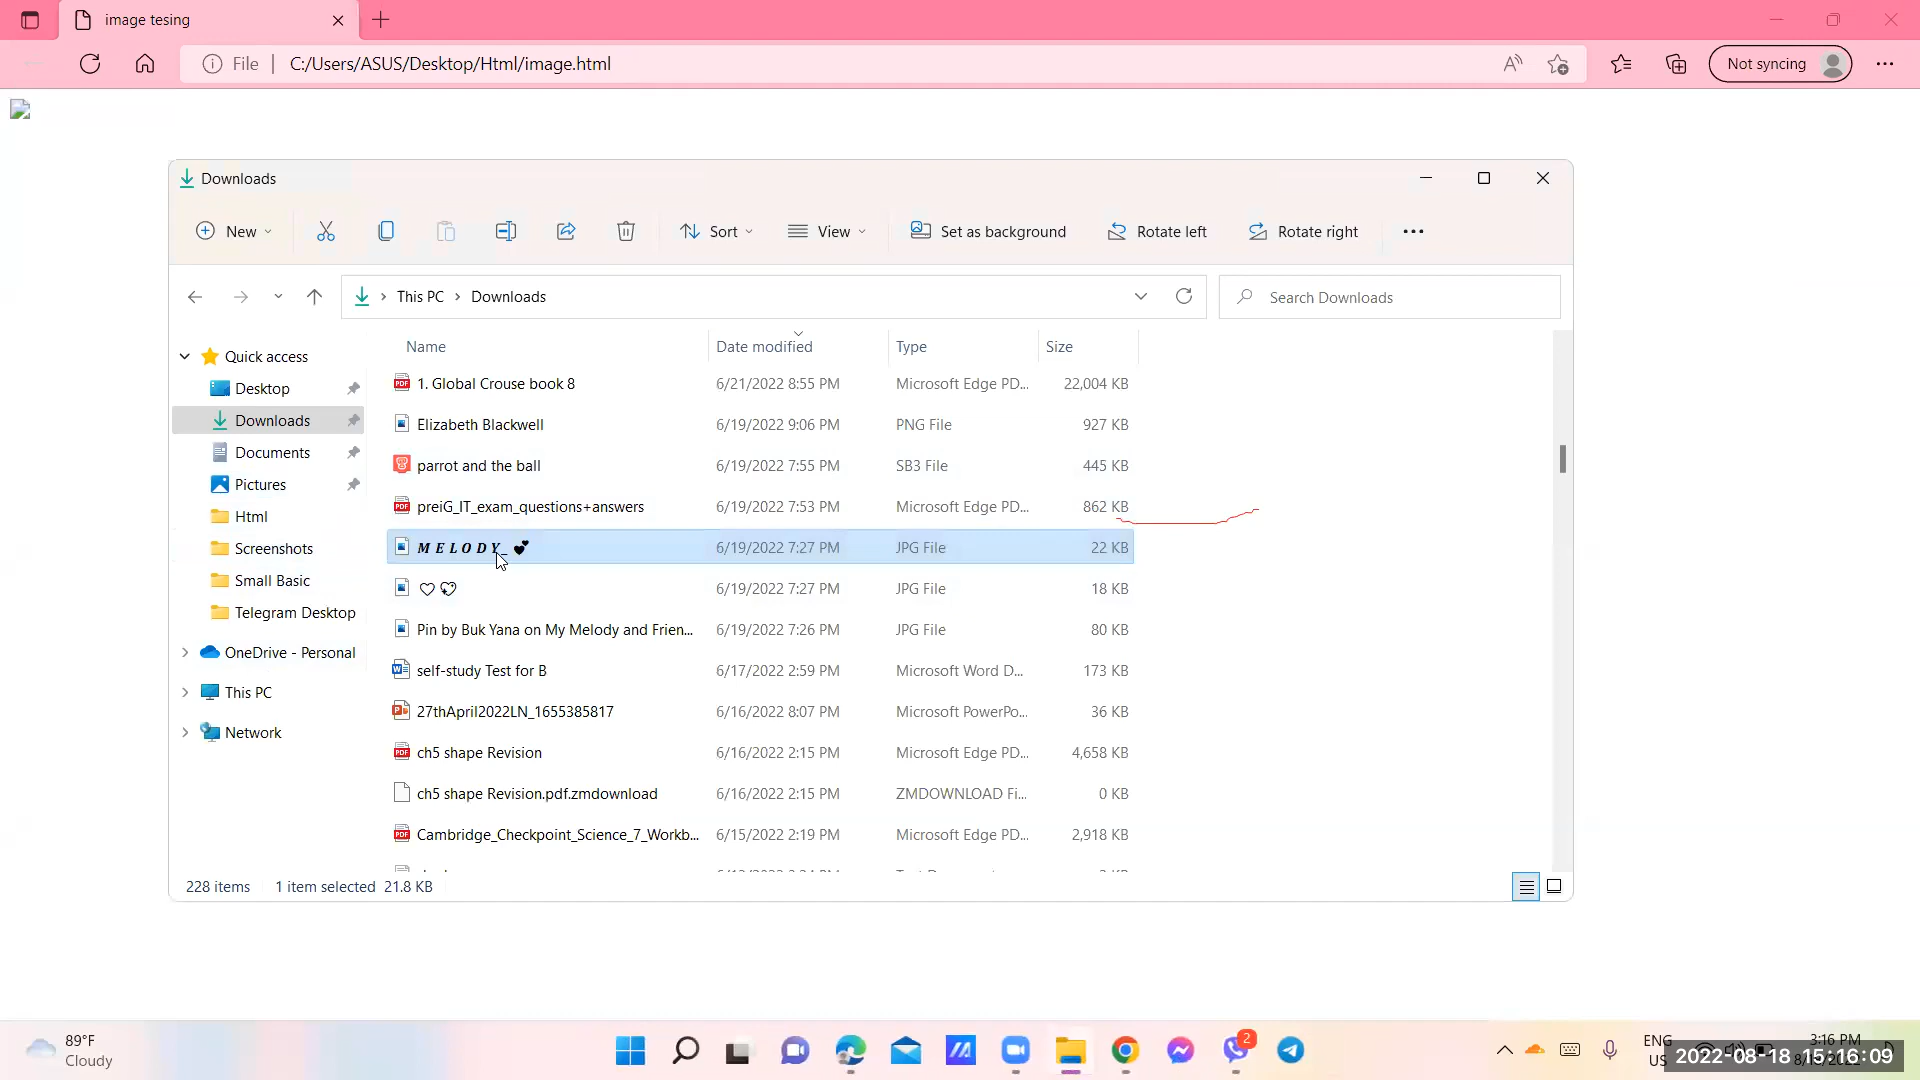 image tesing
File
C:/Users/ASUS/Desktop/Html/image.html
Not syncing
Downloads
New
Sort
View
Set as background
Rotate left
Rotate right
This PC > Downloads
Search Downloads
Name Date modified Type Size
Quick access
Desktop
Downloads
Documents
Pictures
Html
Screenshots
Small Basic
Telegram Desktop
OneDrive - Personal
This PC
Network
1. Global Crouse book 8 6/21/2022 8:55 PM Microsoft Edge PD... 22,004 KB
Elizabeth Blackwell 6/19/2022 9:06 PM PNG File 927 KB
parrot and the ball 6/19/2022 7:55 PM SB3 File 445 KB
preiG_IT_exam_questions+answers 6/19/2022 7:53 PM Microsoft Edge PD... 862 KB
M E L O D Y_ 💕 6/19/2022 7:27 PM JPG File 22 KB
♡ 💖 6/19/2022 7:27 PM JPG File 18 KB
Pin by Buk Yana on My Melody and Frien... 6/19/2022 7:26 PM JPG File 80 KB
self-study Test for B 6/17/2022 2:59 PM Microsoft Word D... 173 KB
27thApril2022LN_1655385817 6/16/2022 8:07 PM Microsoft PowerPo... 36 KB
ch5 shape Revision 6/16/2022 2:15 PM Microsoft Edge PD... 4,658 KB
ch5 shape Revision.pdf.zmdownload 6/16/2022 2:15 PM ZMDOWNLOAD Fi... 0 KB
Cambridge_Checkpoint_Science_7_Workb... 6/15/2022 2:19 PM Microsoft Edge PD... 2,918 KB
228 items 1 item selected 21.8 KB
89°F
Cloudy
2
ENG
US
3:16 PM
2022-08-18 15:16:09